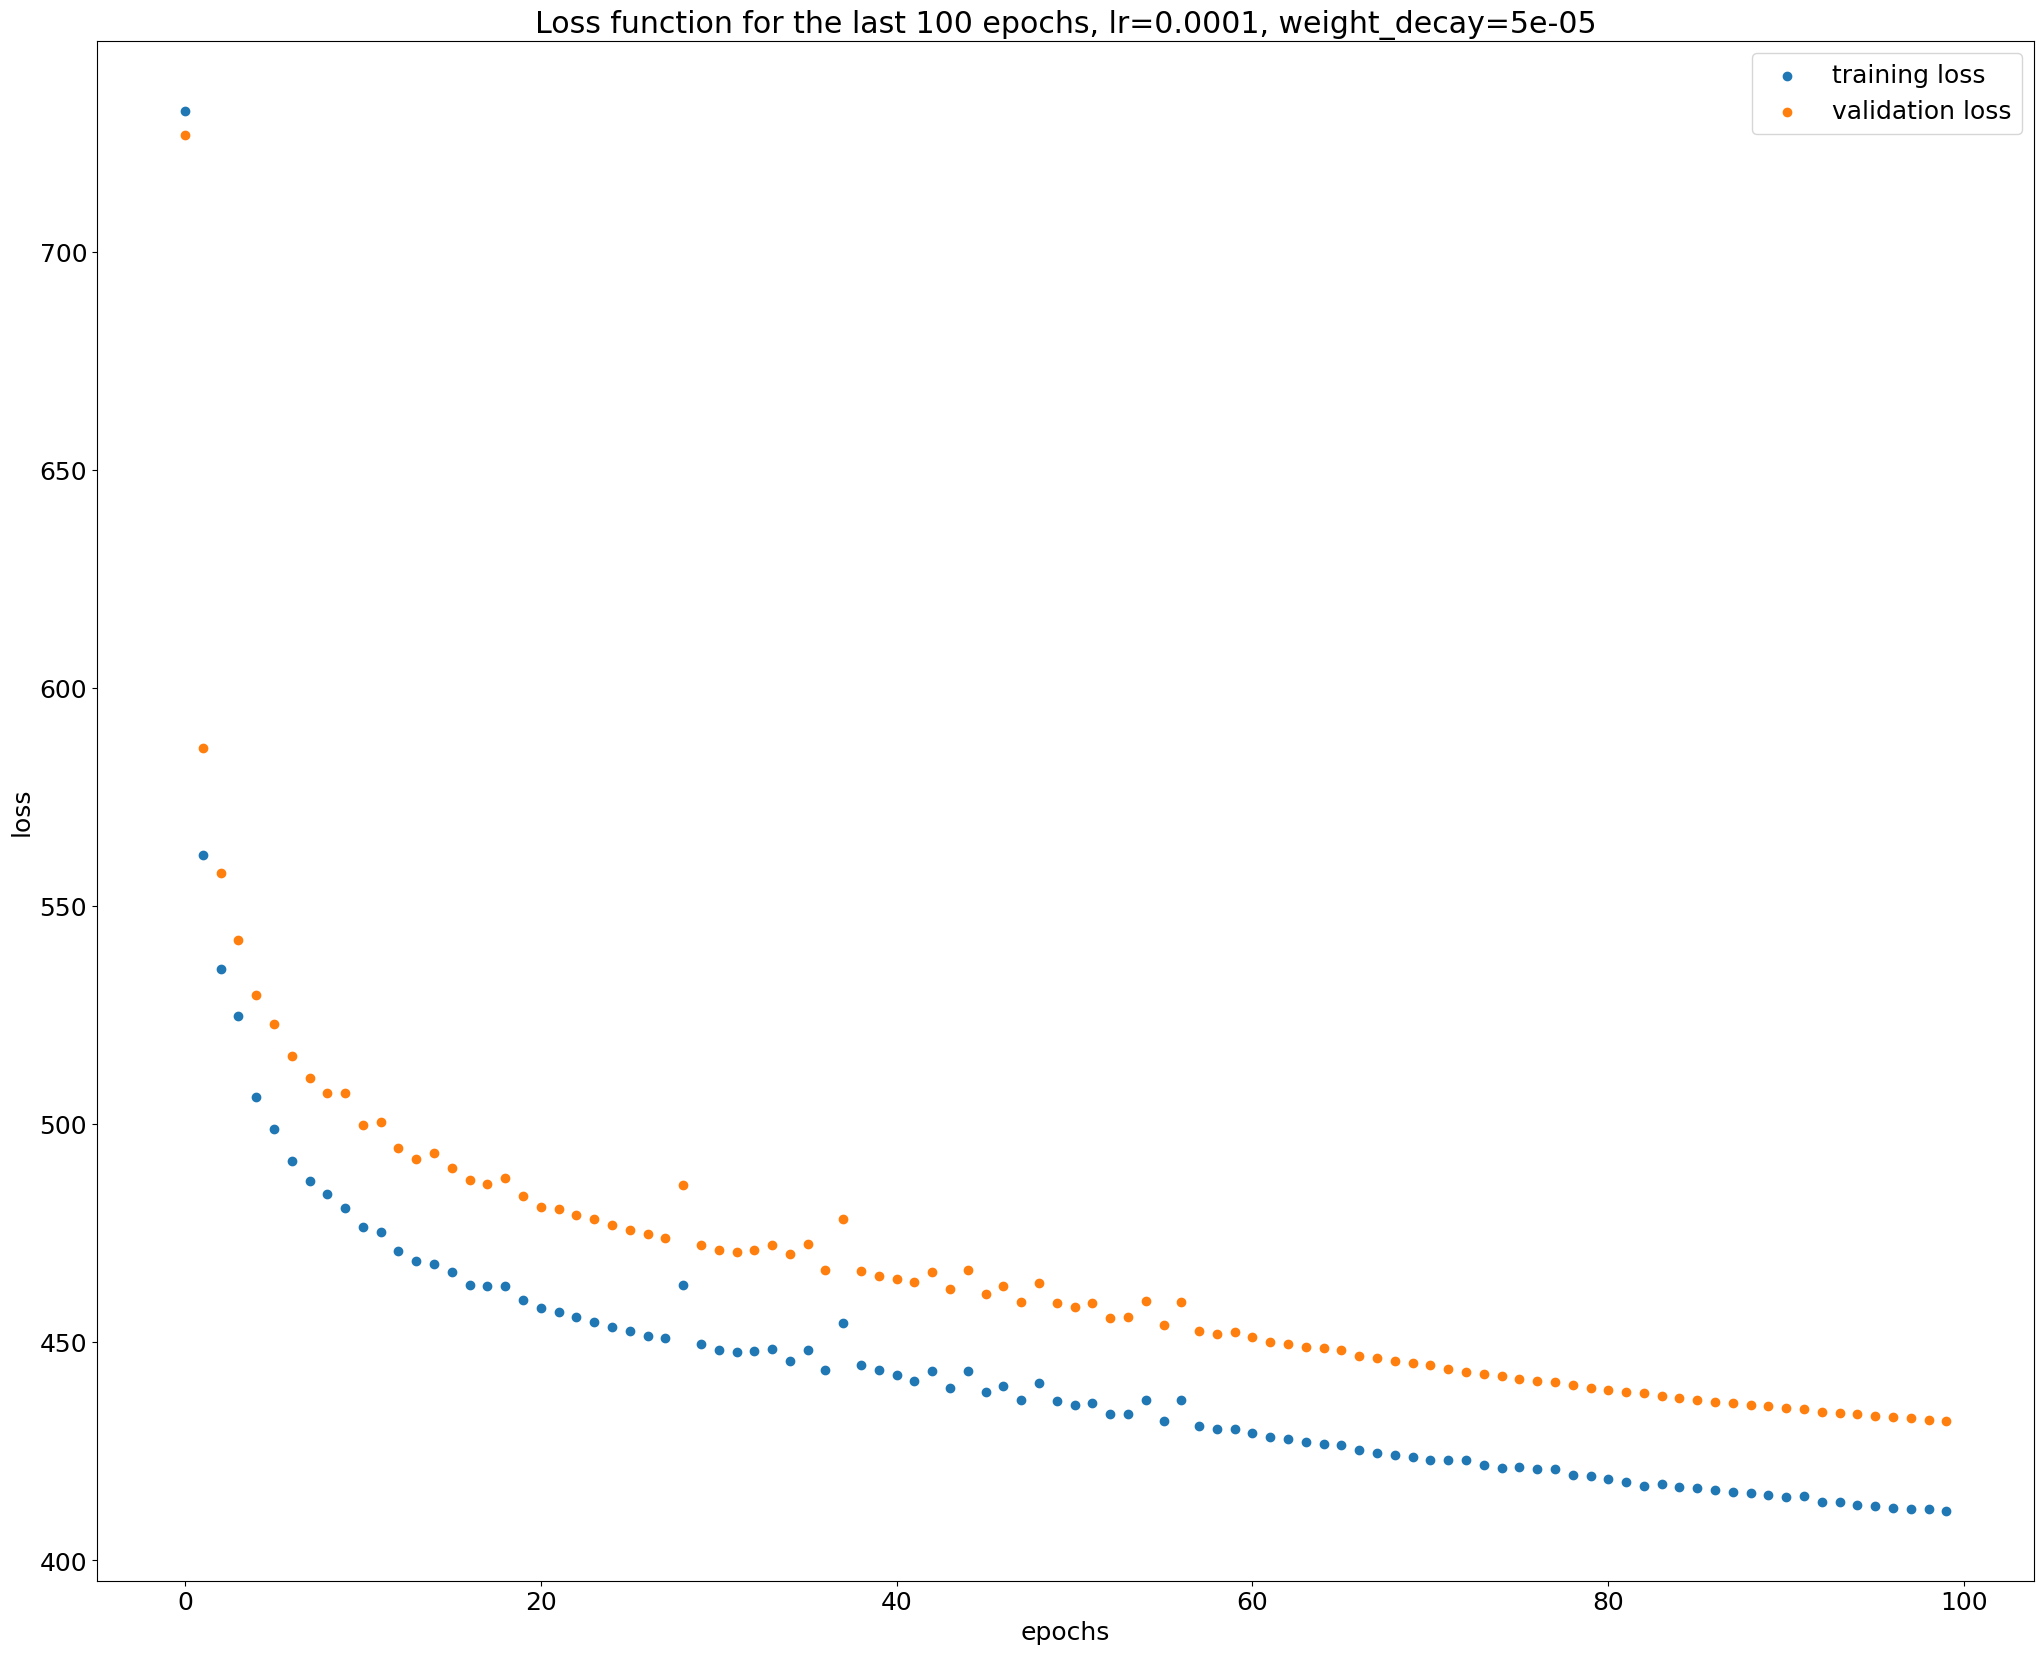 Loss function for the last 100 epochs, lr=0.0001, weight_decay=5e-05
training loss
validation loss
700
650
600
550
500
450
400
loss
0 20 40 60 80 100
epochs